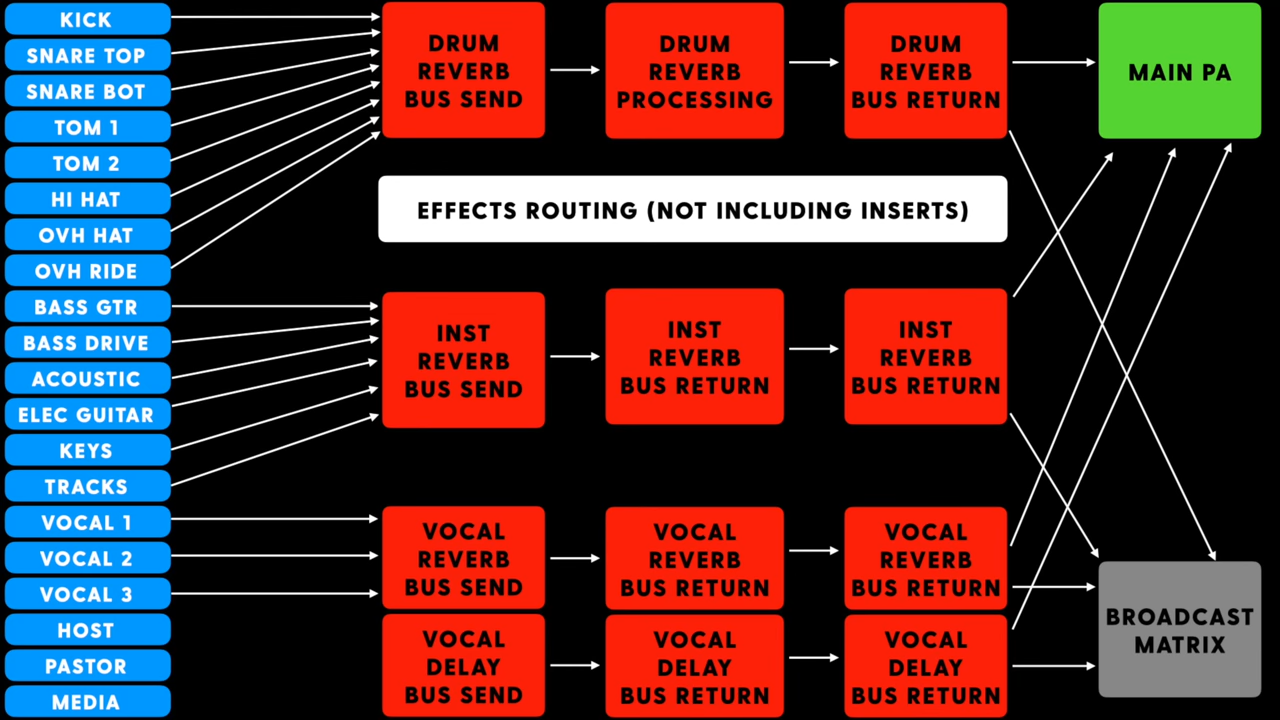 KICK
SNARE TOP
SNARE BOT
TOM 1
TOM 2
HI HAT
OVH HAT
OVH RIDE
BASS GTR
BASS DRIVE
ACOUSTIC
ELEC GUITAR
KEYS
TRACKS
VOCAL 1
VOCAL 2
VOCAL 3
HOST
PASTOR
MEDIA
DRUM
REVERB
BUS SEND
DRUM
REVERB
PROCESSING
DRUM
REVERB
BUS RETURN
MAIN PA
EFFECTS ROUTING (NOT INCLUDING INSERTS)
INST
REVERB
BUS SEND
INST
REVERB
BUS RETURN
INST
REVERB
BUS RETURN
VOCAL
REVERB
BUS SEND
VOCAL
REVERB
BUS RETURN
VOCAL
REVERB
BUS RETURN
VOCAL
DELAY
BUS SEND
VOCAL
DELAY
BUS RETURN
VOCAL
DELAY
BUS RETURN
BROADCAST
MATRIX